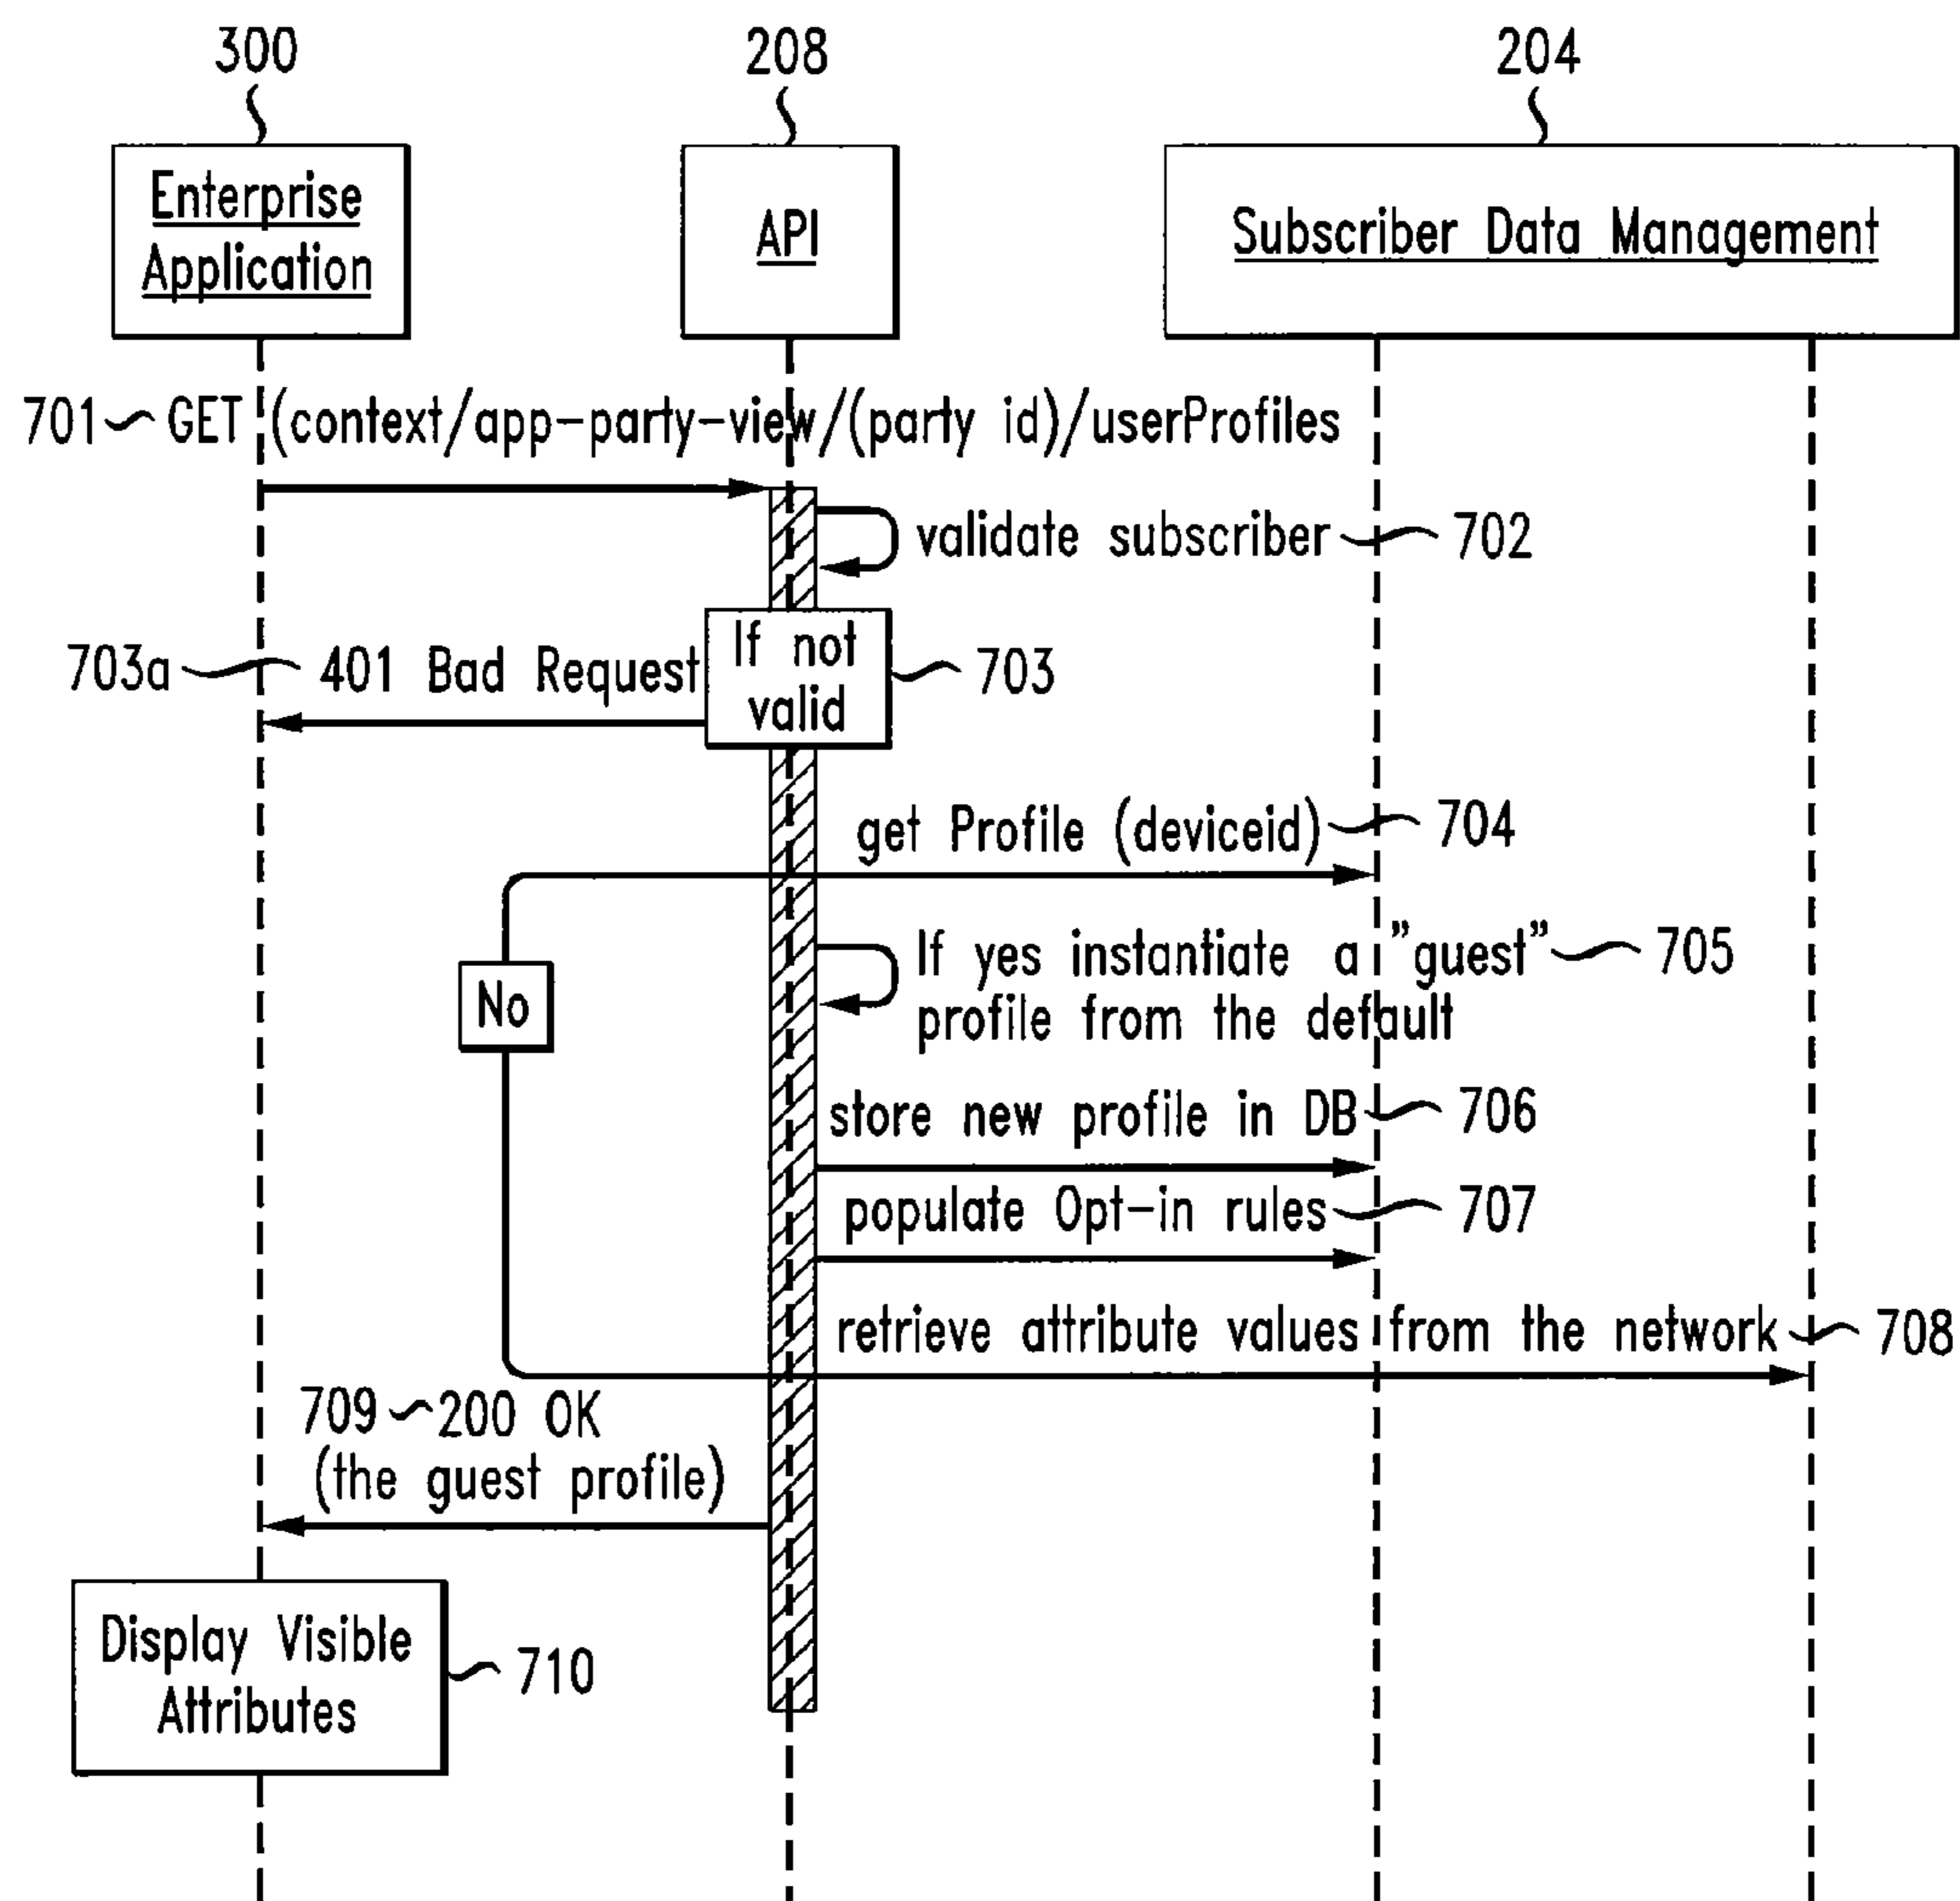 300
208
204
Enterprise
Application
API
Subscriber Data Management
701 GET (context/app-party-view/(party id)/userProfiles
validate subscriber 702
703a 401 Bad Request
If not
valid
703
get Profile (deviceid) 704
No
If yes instantiate a "guest" 705
profile from the default
store new profile in DB 706
populate Opt-in rules 707
retrieve attribute values from the network 708
709 200 OK
(the guest profile)
Display Visible
Attributes
710